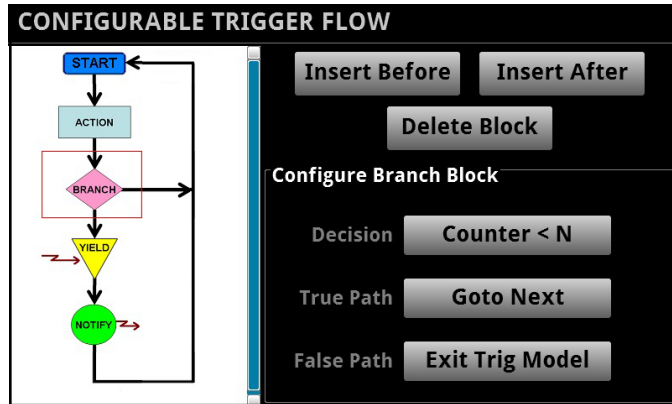 CONFIGURABLE TRIGGER FLOW
START
ACTION
BRANCH
YIELD
NOTIFY
Insert Before
Insert After
Delete Block
Configure Branch Block
Decision
Counter < N
True Path
Goto Next
False Path
Exit Trig Model